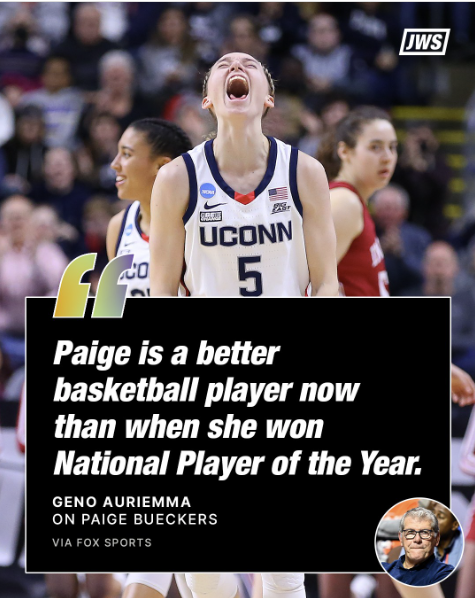 JWS
UCONN
5
Paige is a better
basketball player now
than when she won
National Player of the Year.
GENO AURIEMMA
ON PAIGE BUECKERS
VIA FOX SPORTS